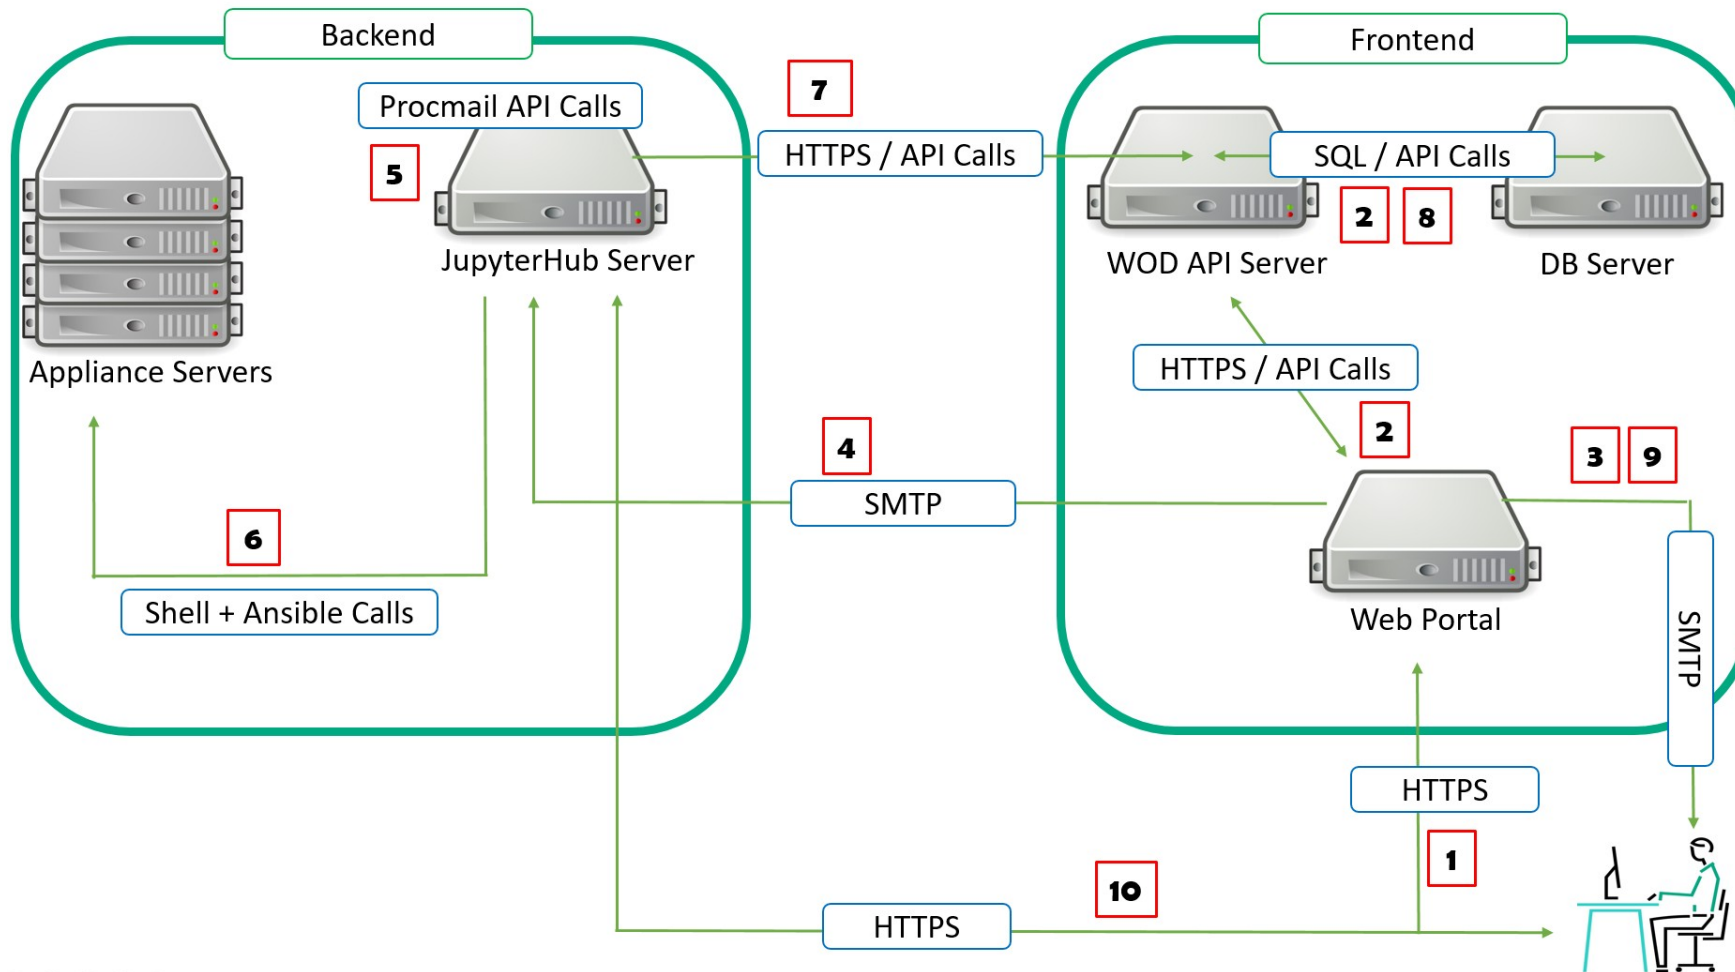 Backend
Frontend
Procmail API Calls
7
5
HTTPS / API Calls
SQL / API Calls
2
8
JupyterHub Server
WOD API Server
DB Server
Appliance Servers
HTTPS / API Calls
2
4
3
9
SMTP
6
Shell + Ansible Calls
Web Portal
SMTP
HTTPS
1
10
HTTPS